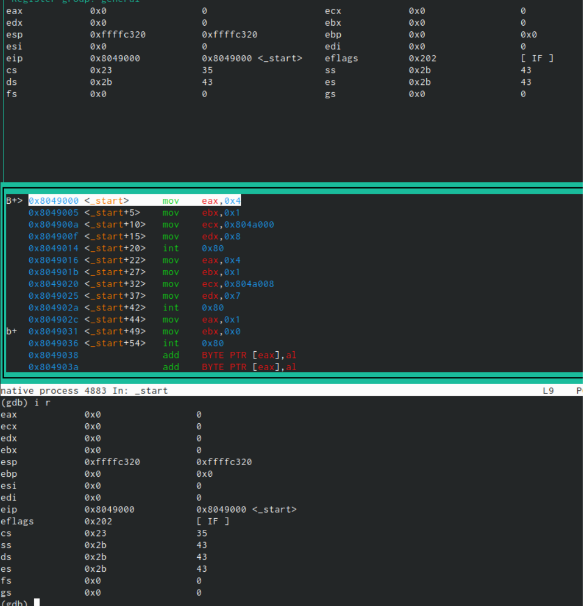 Register group: general
eax 0x0 0 ecx 0x0 0
edx 0x0 0 ebx 0x0 0
esp 0xffffc320 0xffffc320 ebp 0x0 0x0
esi 0x0 0 edi 0x0 0
eip 0x8049000 0x8049000 <_start> eflags 0x202 [ IF ]
cs 0x23 35 ss 0x2b 43
ds 0x2b 43 es 0x2b 43
fs 0x0 0 gs 0x0 0
B+> 0x8049000 <_start> mov eax,0x4
0x8049005 <_start+5> mov ebx,0x1
0x804900a <_start+10> mov ecx,0x804a000
0x804900f <_start+15> mov edx,0x8
0x8049014 <_start+20> int 0x80
0x8049016 <_start+22> mov eax,0x4
0x804901b <_start+27> mov ebx,0x1
0x8049020 <_start+32> mov ecx,0x804a008
0x8049025 <_start+37> mov edx,0x7
0x804902a <_start+42> int 0x80
0x804902c <_start+44> mov eax,0x1
b+ 0x8049031 <_start+49> mov ebx,0x0
0x8049036 <_start+54> int 0x80
0x8049038 add BYTE PTR [eax],al
0x804903a add BYTE PTR [eax],al
native process 4883 In: _start L9 P
(gdb) i r
eax 0x0 0
ecx 0x0 0
edx 0x0 0
ebx 0x0 0
esp 0xffffc320 0xffffc320
ebp 0x0 0x0
esi 0x0 0
edi 0x0 0
eip 0x8049000 0x8049000 <_start>
eflags 0x202 [ IF ]
cs 0x23 35
ss 0x2b 43
ds 0x2b 43
es 0x2b 43
fs 0x0 0
gs 0x0 0
(gdb)